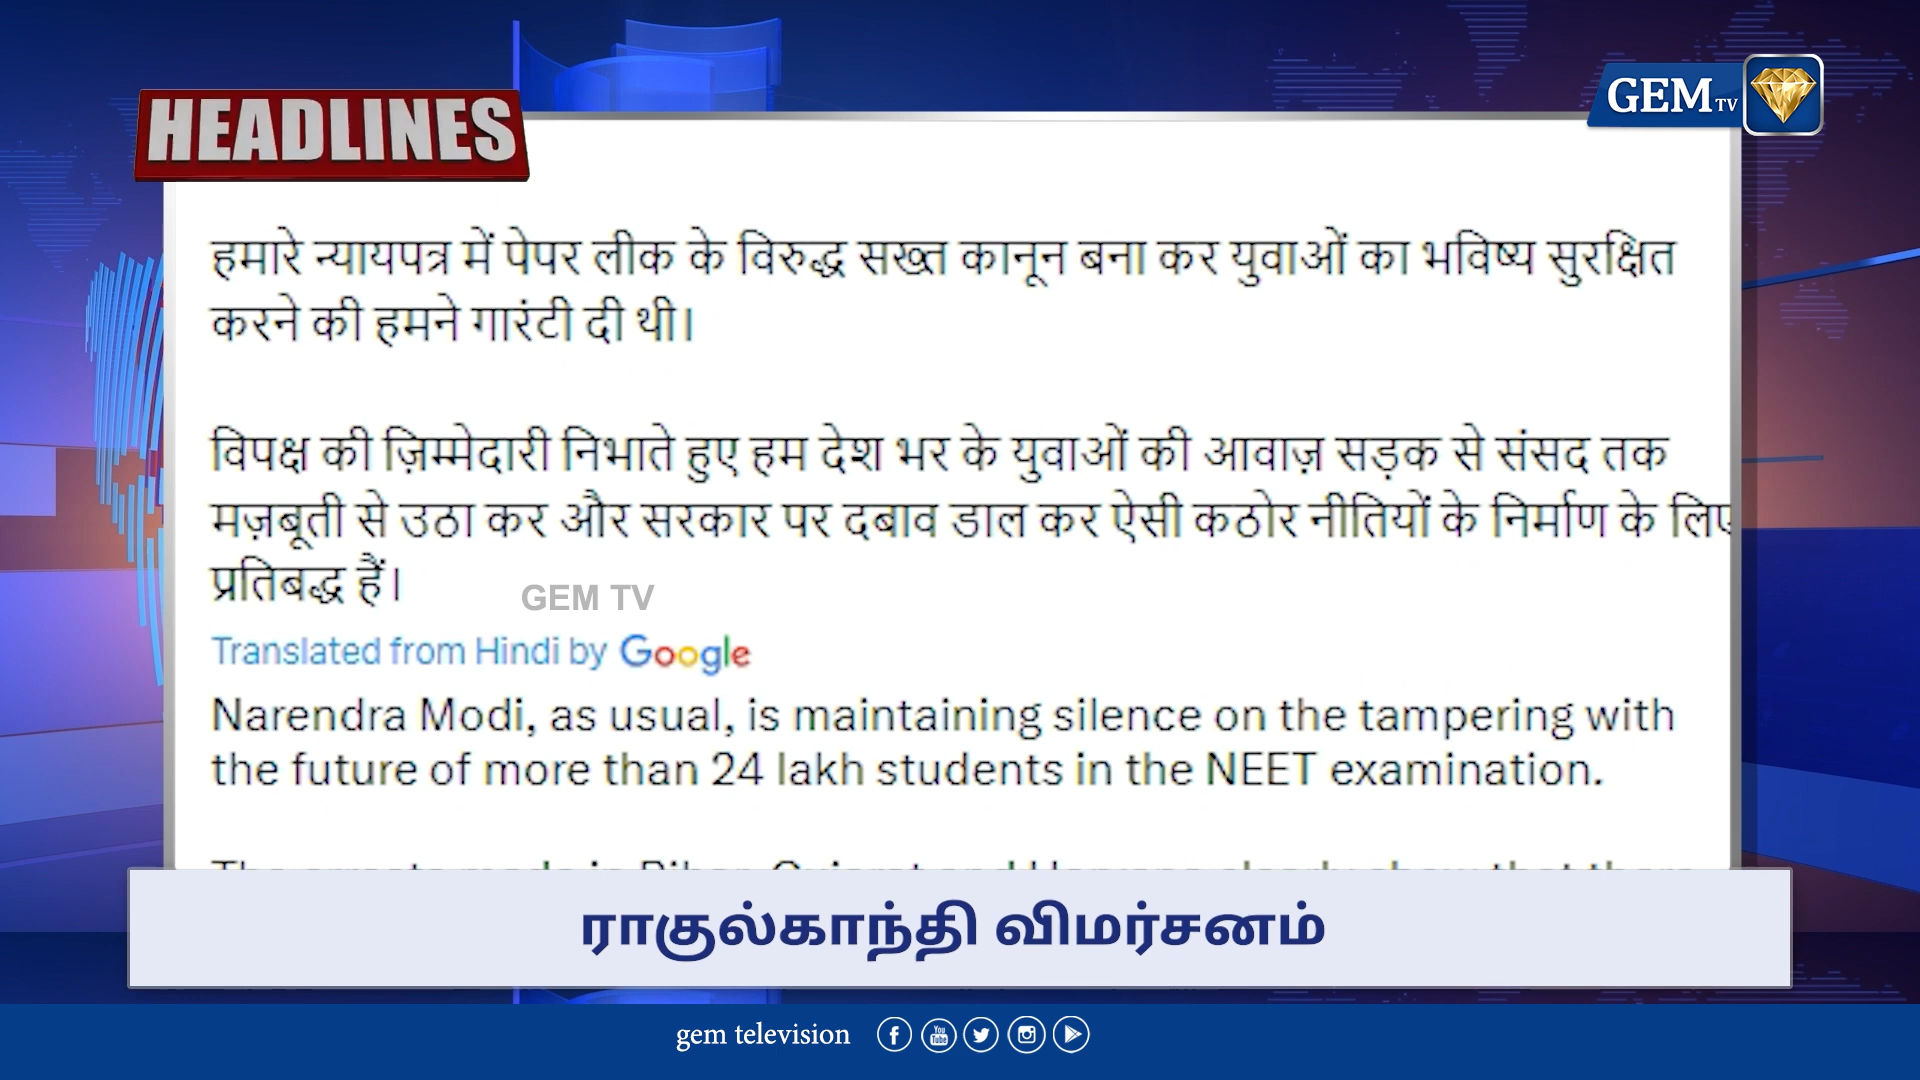 HEADLINES
GEM TV
हमारे न्यायपत्र में पेपर लीक के विरुद्ध सख्त कानून बना कर युवाओं का भविष्य सुरक्षित
करने की हमने गारंटी दी थी।
विपक्ष की ज़िम्मेदारी निभाते हुए हम देश भर के युवाओं की आवाज़ सड़क से संसद तक
मज़बूती से उठा कर और सरकार पर दबाव डाल कर ऐसी कठोर नीतियों के निर्माण के लिए
प्रतिबद्ध हैं।
GEM TV
Translated from Hindi by Google
Narendra Modi, as usual, is maintaining silence on the tampering with
the future of more than 24 lakh students in the NEET examination.
ராகுல்காந்தி விமர்சனம்
gem television